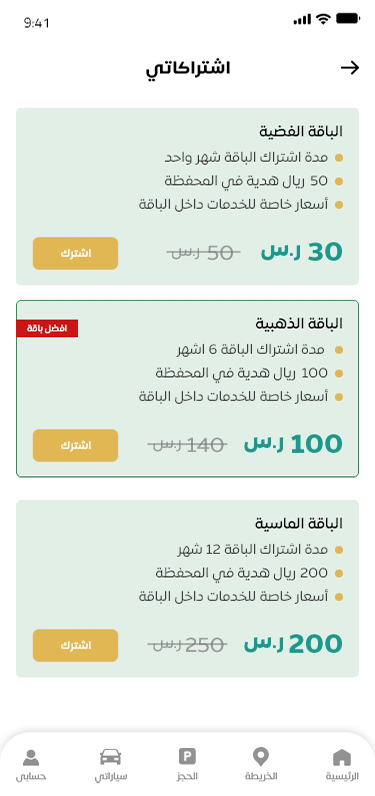 9:41
اشتراكاتي
الباقة الفضية
مدة اشتراك الباقة شهر واحد
50 ريال هدية في المحفظة
أسعار خاصة للخدمات داخل الباقة
30 ر.س 50 ر.س اشترك
الباقة الذهبية
افضل باقة
مدة اشتراك الباقة 6 اشهر
100 ريال هدية في المحفظة
أسعار خاصة للخدمات داخل الباقة
100 ر.س 140 ر.س اشترك
الباقة الماسية
مدة اشتراك الباقة 12 شهر
200 ريال هدية في المحفظة
أسعار خاصة للخدمات داخل الباقة
200 ر.س 250 ر.س اشترك
P
الرئيسية الخريطة الحجز سياراتي حسابى